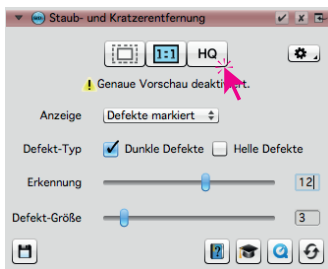 Staub- und Kratzerentfernung
1:1 HQ
Genaue Vorschau deaktiviert.
Anzeige Defekte markiert
Defekt-Typ Dunkle Defekte Helle Defekte
Erkennung 12
Defekt-Größe 3